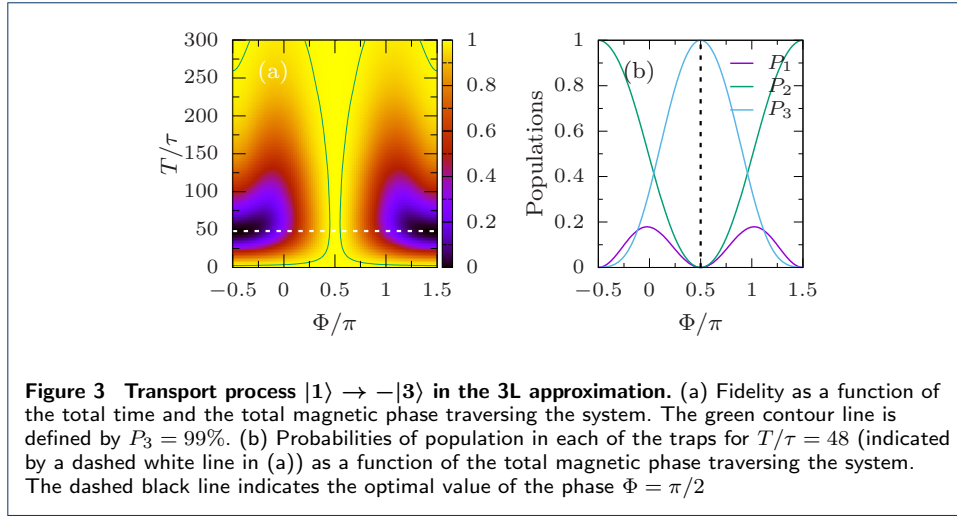 300
250
200
150
100
50
0
T/τ
(a)
−0.5 0 0.5 1 1.5
Φ/π
1
0.8
0.6
0.4
0.2
0
1
0.8
0.6
0.4
0.2
0
Populations
(b)
P₁
P₂
P₃
−0.5 0 0.5 1 1.5
Φ/π
Figure 3 Transport process |1⟩ → −|3⟩ in the 3L approximation. (a) Fidelity as a function of
the total time and the total magnetic phase traversing the system. The green contour line is
defined by P₃ = 99%. (b) Probabilities of population in each of the traps for T/τ = 48 (indicated
by a dashed white line in (a)) as a function of the total magnetic phase traversing the system.
The dashed black line indicates the optimal value of the phase Φ = π/2